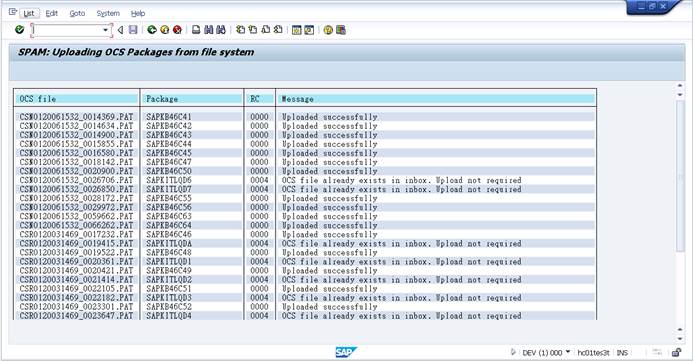 List Edit Goto System Help
SPAM: Uploading OCS Packages from file system
OCS file Package RC Message
CSN0120061532_0014369.PAT SAPKB46C41 0000 Uploaded successfully
CSN0120061532_0014634.PAT SAPKB46C42 0000 Uploaded successfully
CSN0120061532_0014900.PAT SAPKB46C43 0000 Uploaded successfully
CSN0120061532_0015855.PAT SAPKB46C44 0000 Uploaded successfully
CSN0120061532_0016580.PAT SAPKB46C45 0000 Uploaded successfully
CSN0120061532_0018142.PAT SAPKB46C47 0000 Uploaded successfully
CSN0120061532_0020900.PAT SAPKB46C50 0000 Uploaded successfully
CSN0120061532_0026706.PAT SAPKITLQD6 0004 OCS file already exists in inbox. Upload not required
CSN0120061532_0026850.PAT SAPKITLQD7 0004 OCS file already exists in inbox. Upload not required
CSN0120061532_0028172.PAT SAPKB46C55 0000 Uploaded successfully
CSN0120061532_0029972.PAT SAPKB46C56 0000 Uploaded successfully
CSN0120061532_0059662.PAT SAPKB46C63 0000 Uploaded successfully
CSN0120061532_0066262.PAT SAPKB46C64 0000 Uploaded successfully
CSR0120031469_0017232.PAT SAPKB46C46 0000 Uploaded successfully
CSR0120031469_0019415.PAT SAPKITLQDA 0004 OCS file already exists in inbox. Upload not required
CSR0120031469_0019522.PAT SAPKB46C48 0000 Uploaded successfully
CSR0120031469_0020361.PAT SAPKITLQD1 0004 OCS file already exists in inbox. Upload not required
CSR0120031469_0020421.PAT SAPKB46C49 0000 Uploaded successfully
CSR0120031469_0021414.PAT SAPKITLQD2 0004 OCS file already exists in inbox. Upload not required
CSR0120031469_0022105.PAT SAPKB46C51 0000 Uploaded successfully
CSR0120031469_0022182.PAT SAPKITLQD3 0004 OCS file already exists in inbox. Upload not required
CSR0120031469_0023301.PAT SAPKB46C52 0000 Uploaded successfully
CSR0120031469_0023647.PAT SAPKITLQD4 0004 OCS file already exists in inbox. Upload not required
SAP DEV (1) 000 hc01tes3t INS